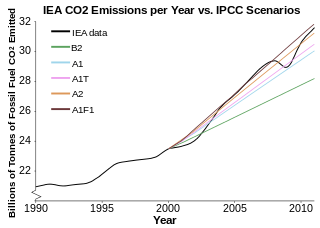 IEA CO2 Emissions per Year vs. IPCC Scenarios
Billions of Tonnes of Fossil Fuel CO2 Emitted
32
30
28
26
24
22
IEA data
B2
A1
A1T
A2
A1F1
1990
1995
2000
2005
2010
Year